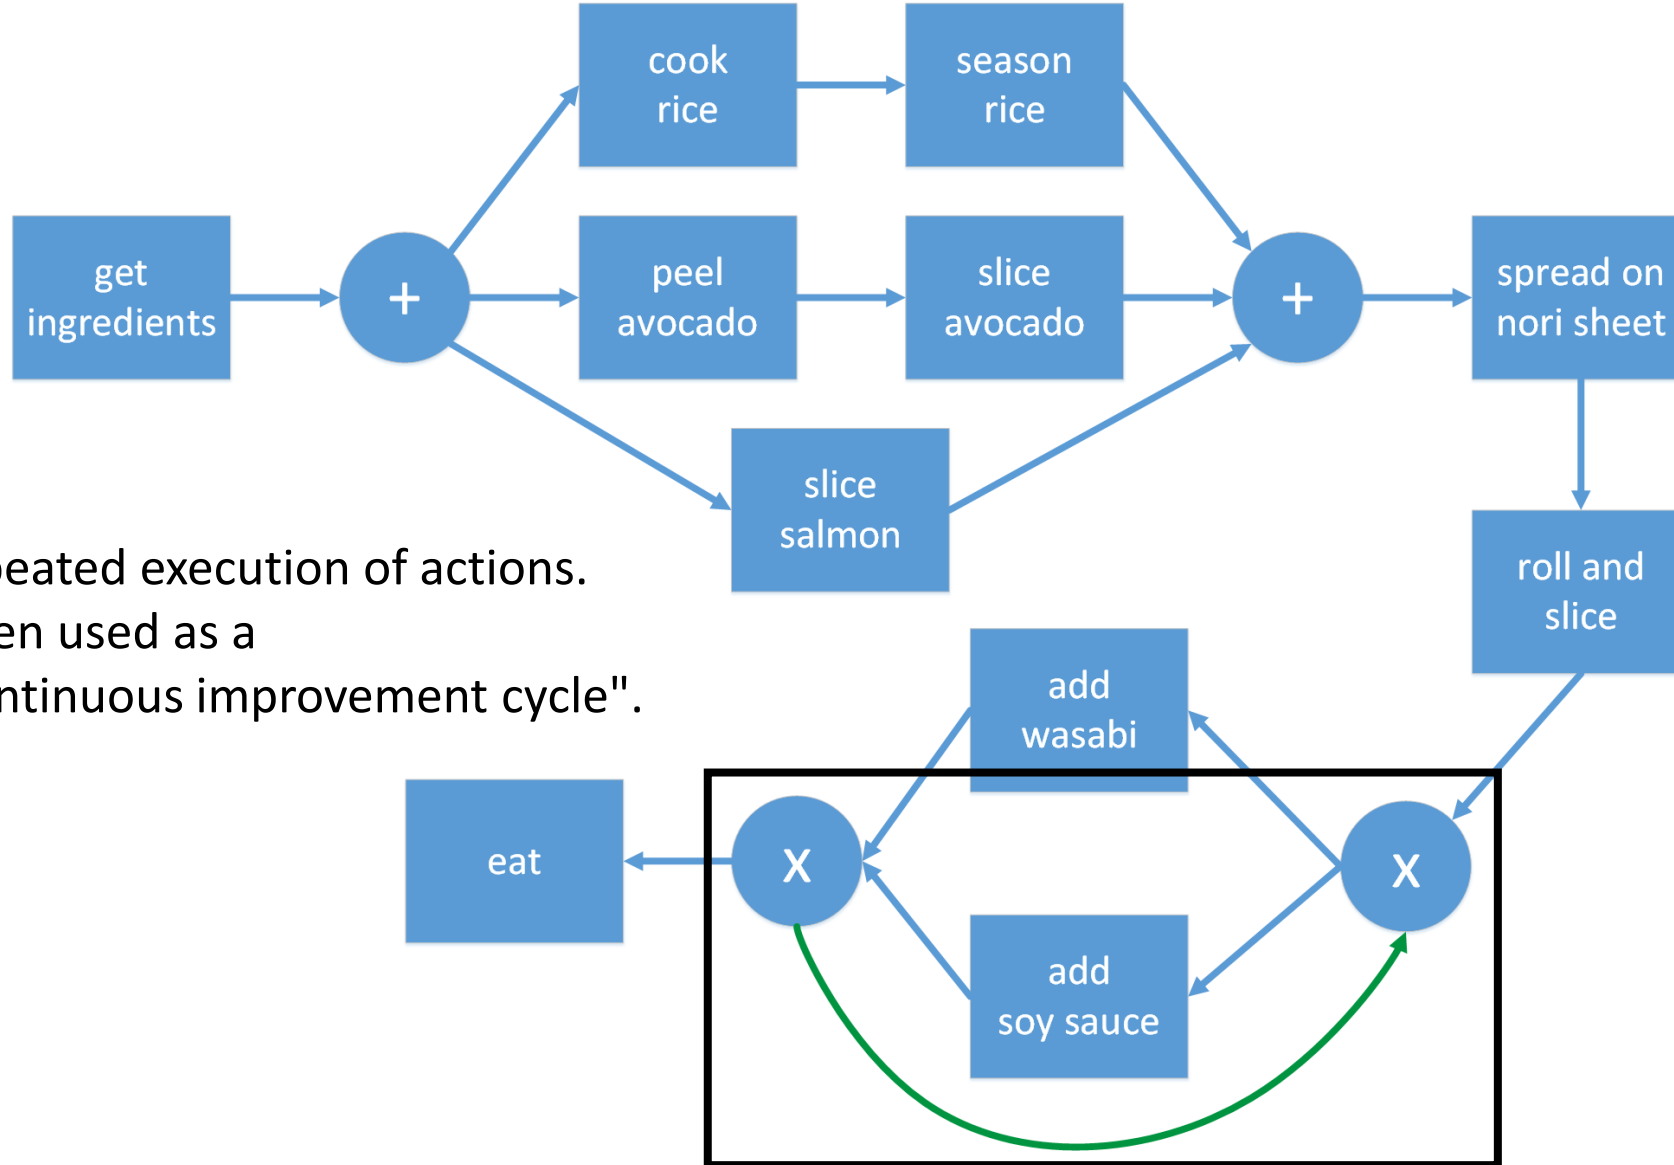 cook
rice
season
rice
get
ingredients
+
peel
avocado
slice
avocado
+
spread on
nori sheet
slice
salmon
peated execution of actions.
en used as a
ntinuous improvement cycle".
roll and
slice
add
wasabi
eat
X
X
add
soy sauce